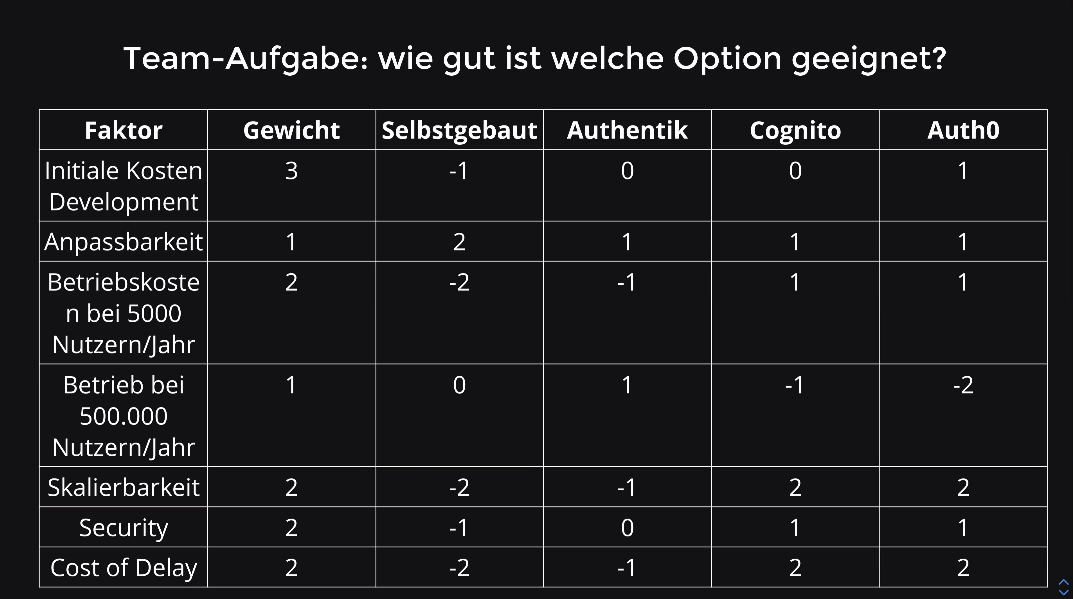 Team-Aufgabe: wie gut ist welche Option geeignet?
Faktor Gewicht Selbstgebaut Authentik Cognito Auth0
Initiale Kosten 3 -1 0 0 1
Development
Anpassbarkeit 1 2 1 1 1
Betriebskoste 2 -2 -1 1 1
n bei 5000
Nutzern/Jahr
Betrieb bei 1 0 1 -1 -2
500.000
Nutzern/Jahr
Skalierbarkeit 2 -2 -1 2 2
Security 2 -1 0 1 1
Cost of Delay 2 -2 -1 2 2